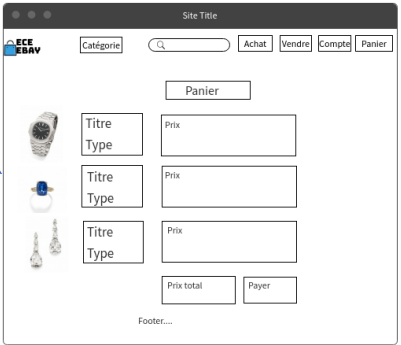 Site Title
ECE
EBAY
Catégorie
Achat
Vendre
Compte
Panier
Panier
Titre
Type
Prix
Titre
Type
Prix
Titre
Type
Prix
Prix total
Payer
Footer....